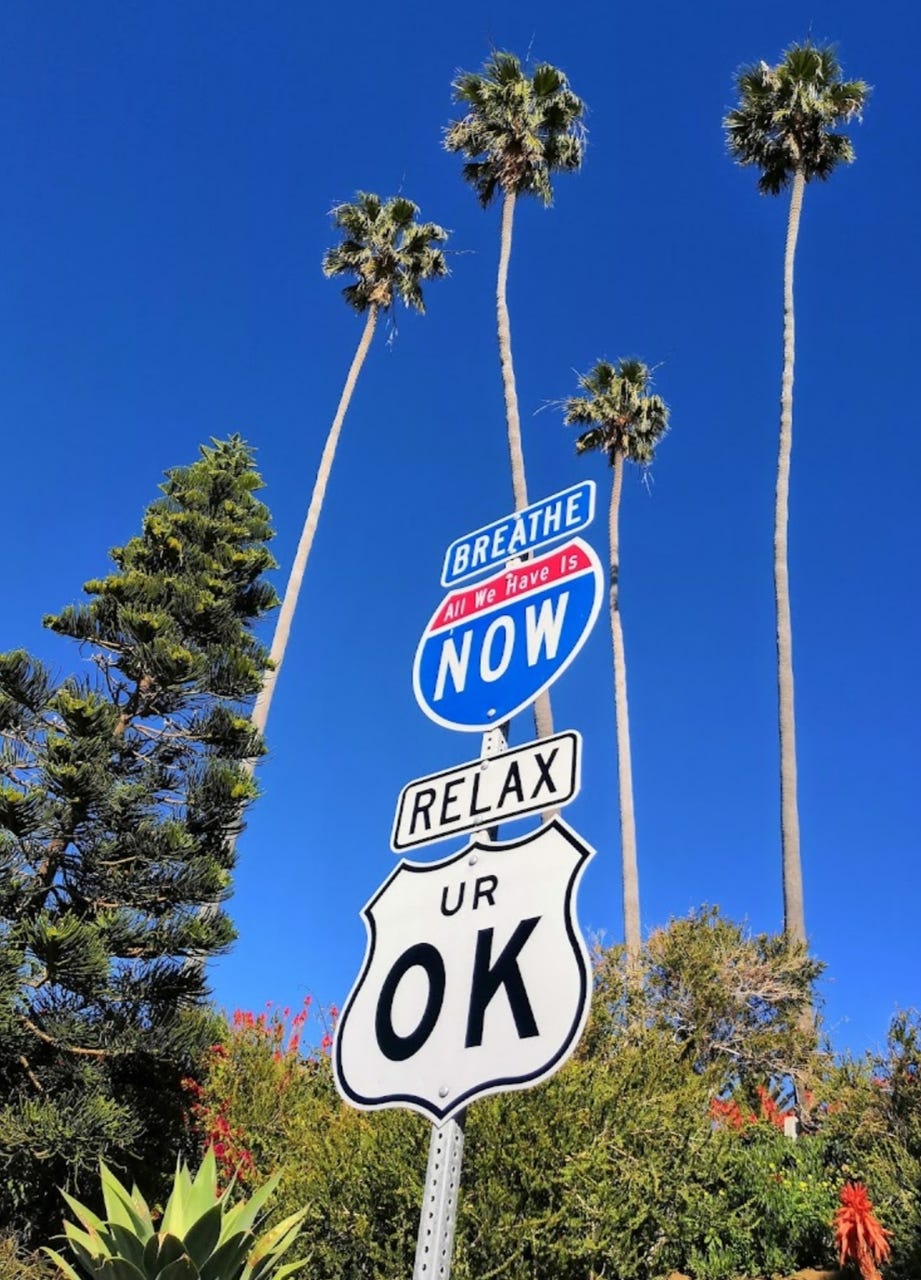 BREATHE
All We Have Is
NOW
RELAX
UR
OK